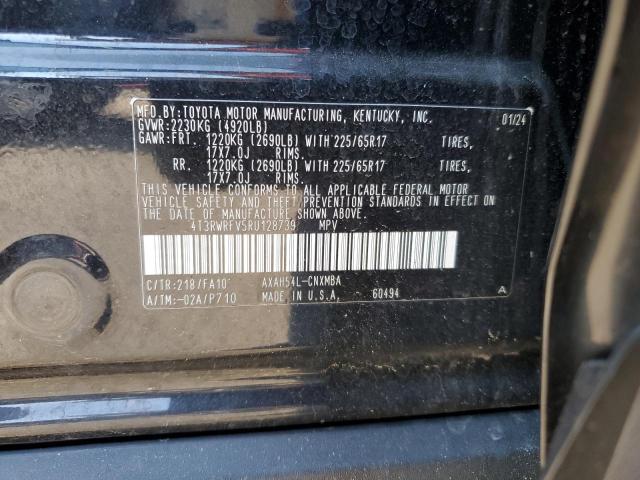 MFD.BY:TOYOTA MOTOR MANUFACTURING, KENTUCKY, INC. 01/24
GVWR:2230KG (4920LB)
GAWR:FRT. 1220KG (2690LB) WITH 225/65R17 TIRES,
17X7.0J RIMS.
RR. 1220KG (2690LB) WITH 225/65R17 TIRES,
17X7.0J RIMS.
THIS VEHICLE CONFORMS TO ALL APPLICABLE FEDERAL MOTOR
VEHICLE SAFETY AND THEFT PREVENTION STANDARDS IN EFFECT
ON THE DATE OF MANUFACTURE SHOWN ABOVE.
4T3RWRFV5RU128739 MPV
C/TR:218/FA10 AXAH54L-CNXMBA
A/TM:-02A/P710 MADE IN U.S.A. 60494 A